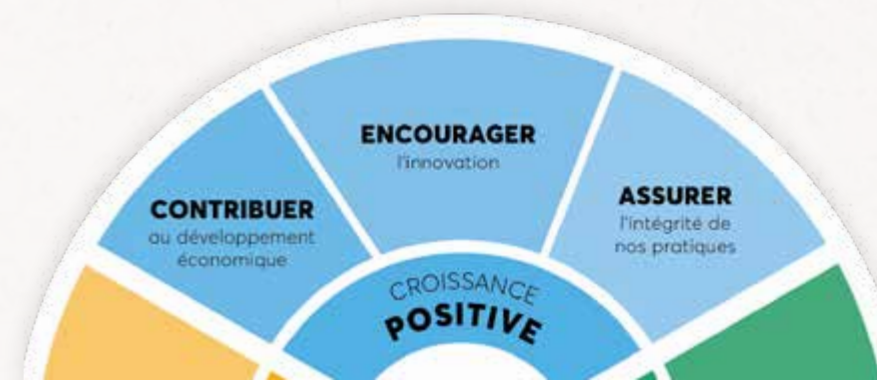 ENCOURAGER
l'innovation
CONTRIBUER
au développement
économique
ASSURER
l'intégrité de
nos pratiques
CROISSANCE
POSITIVE